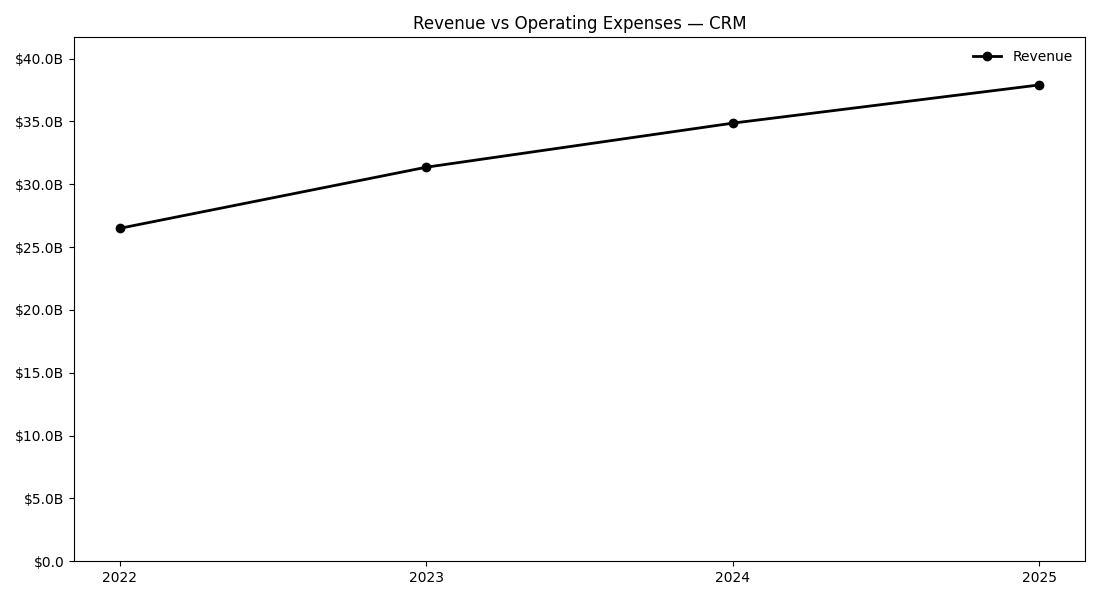 Revenue vs Operating Expenses — CRM
$40.0B
Revenue
$35.0B
$30.0B
$25.0B
$20.0B
$15.0B
$10.0B
$5.0B
$0.0
2022 2023 2024 2025